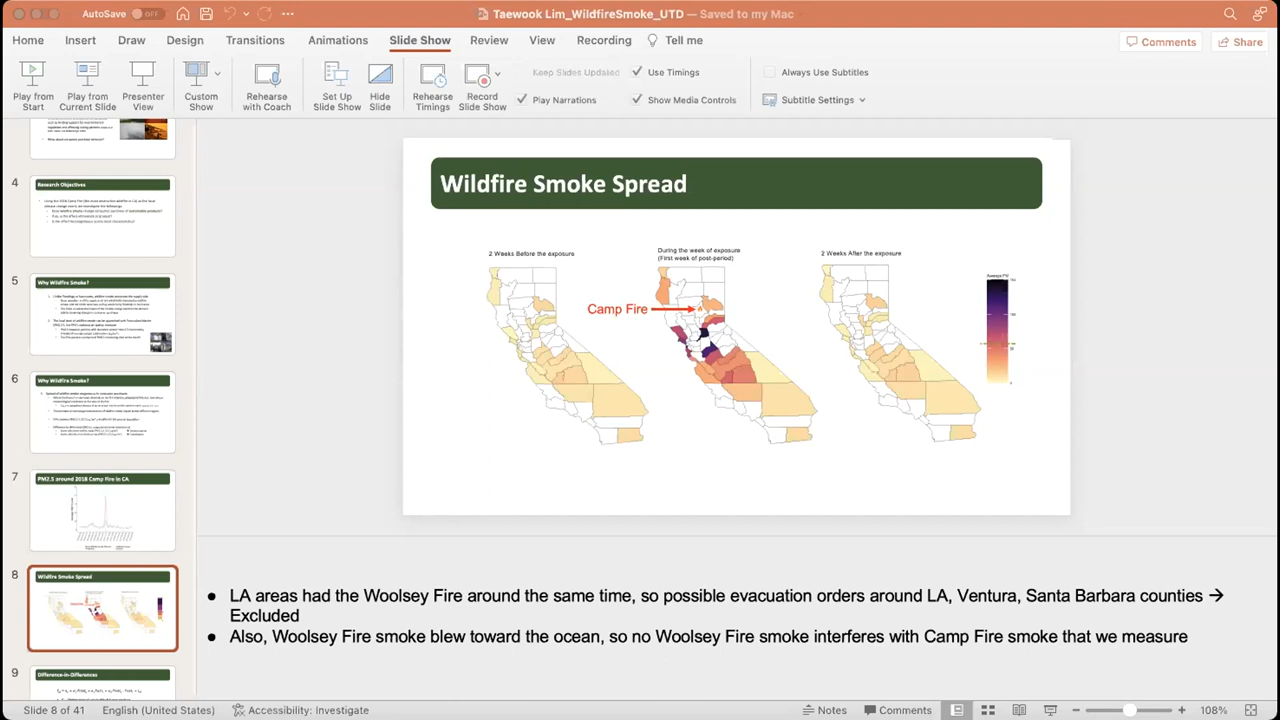 AutoSave OFF
Taewook Lim_WildfireSmoke_UTD — Saved to my Mac
Home Insert Draw Design Transitions Animations Slide Show Review View Recording Tell me Comments Share
Play from Start
Play from Current Slide
Presenter View
Custom Show
Rehearse with Coach
Set Up Slide Show
Hide Slide
Rehearse Timings
Record Slide Show
Keep Slides Updated
Use Timings
Play Narrations
Show Media Controls
Always Use Subtitles
Subtitle Settings
4
Research Objectives
5
Why Wildfire Smoke?
6
Why Wildfire Smoke?
7
PM2.5 around 2018 Camp Fire in CA
8
Wildfire Smoke Spread
9
Difference-in-Differences
Wildfire Smoke Spread
2 Weeks Before the exposure
During the week of exposure
(First week of post-period)
2 Weeks After the exposure
Camp Fire
• LA areas had the Woolsey Fire around the same time, so possible evacuation orders around LA, Ventura, Santa Barbara counties →
Excluded
• Also, Woolsey Fire smoke blew toward the ocean, so no Woolsey Fire smoke interferes with Camp Fire smoke that we measure
Slide 8 of 41 English (United States) Accessibility: Investigate Notes Comments 108%